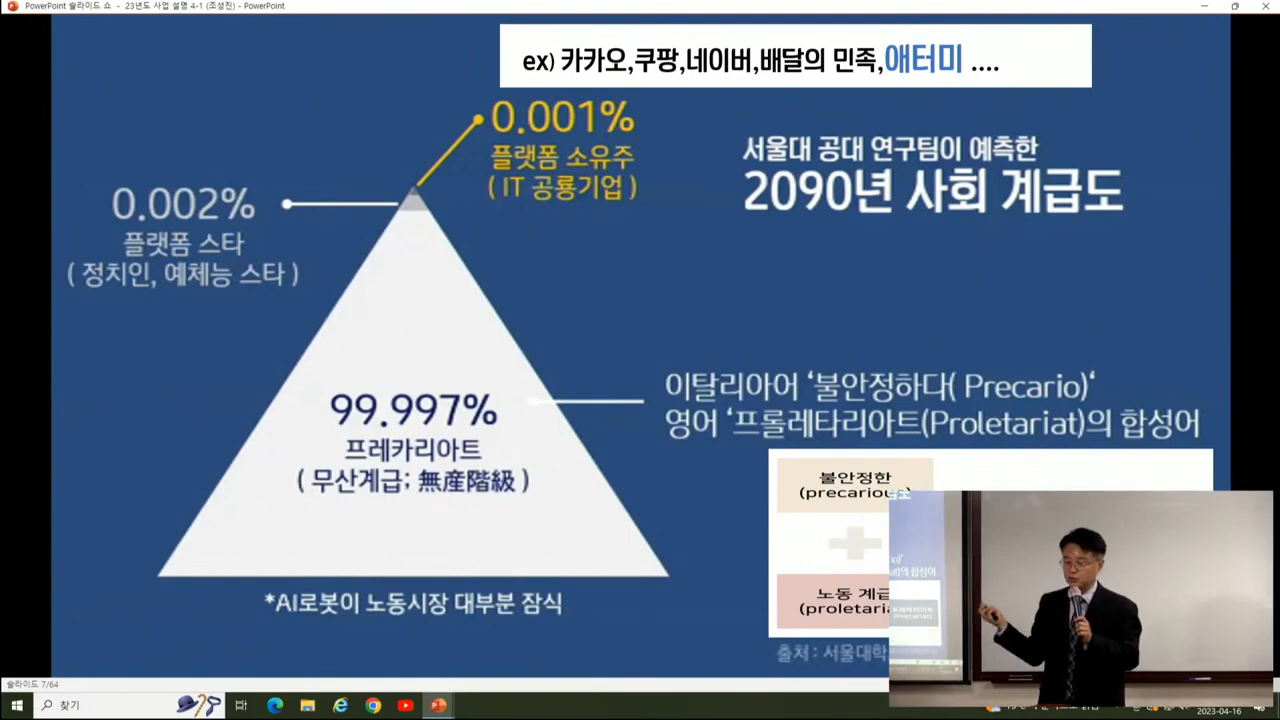 PowerPoint 슬라이드 쇼 - 23년도 사업 설명 4-1 (조성진) - PowerPoint
ex) 카카오,쿠팡,네이버,배달의 민족,애터미 ....
0.001%
플랫폼 소유주
( IT 공룡기업 )
서울대 공대 연구팀이 예측한
2090년 사회 계급도
0.002%
플랫폼 스타
( 정치인, 예체능 스타 )
99.997%
프레카리아트
( 무산계급; 無産階級 )
이탈리아어 ‘불안정하다( Precario)‘
영어 ‘프롤레타리아트(Proletariat)의 합성어
불안정한
(precario
노동 계급
(proletari
*AI로봇이 노동시장 대부분 잠식
출처 : 서울대학
프레카리아트
(Precariat)
슬라이드 7/64
찾기
2023-04-16